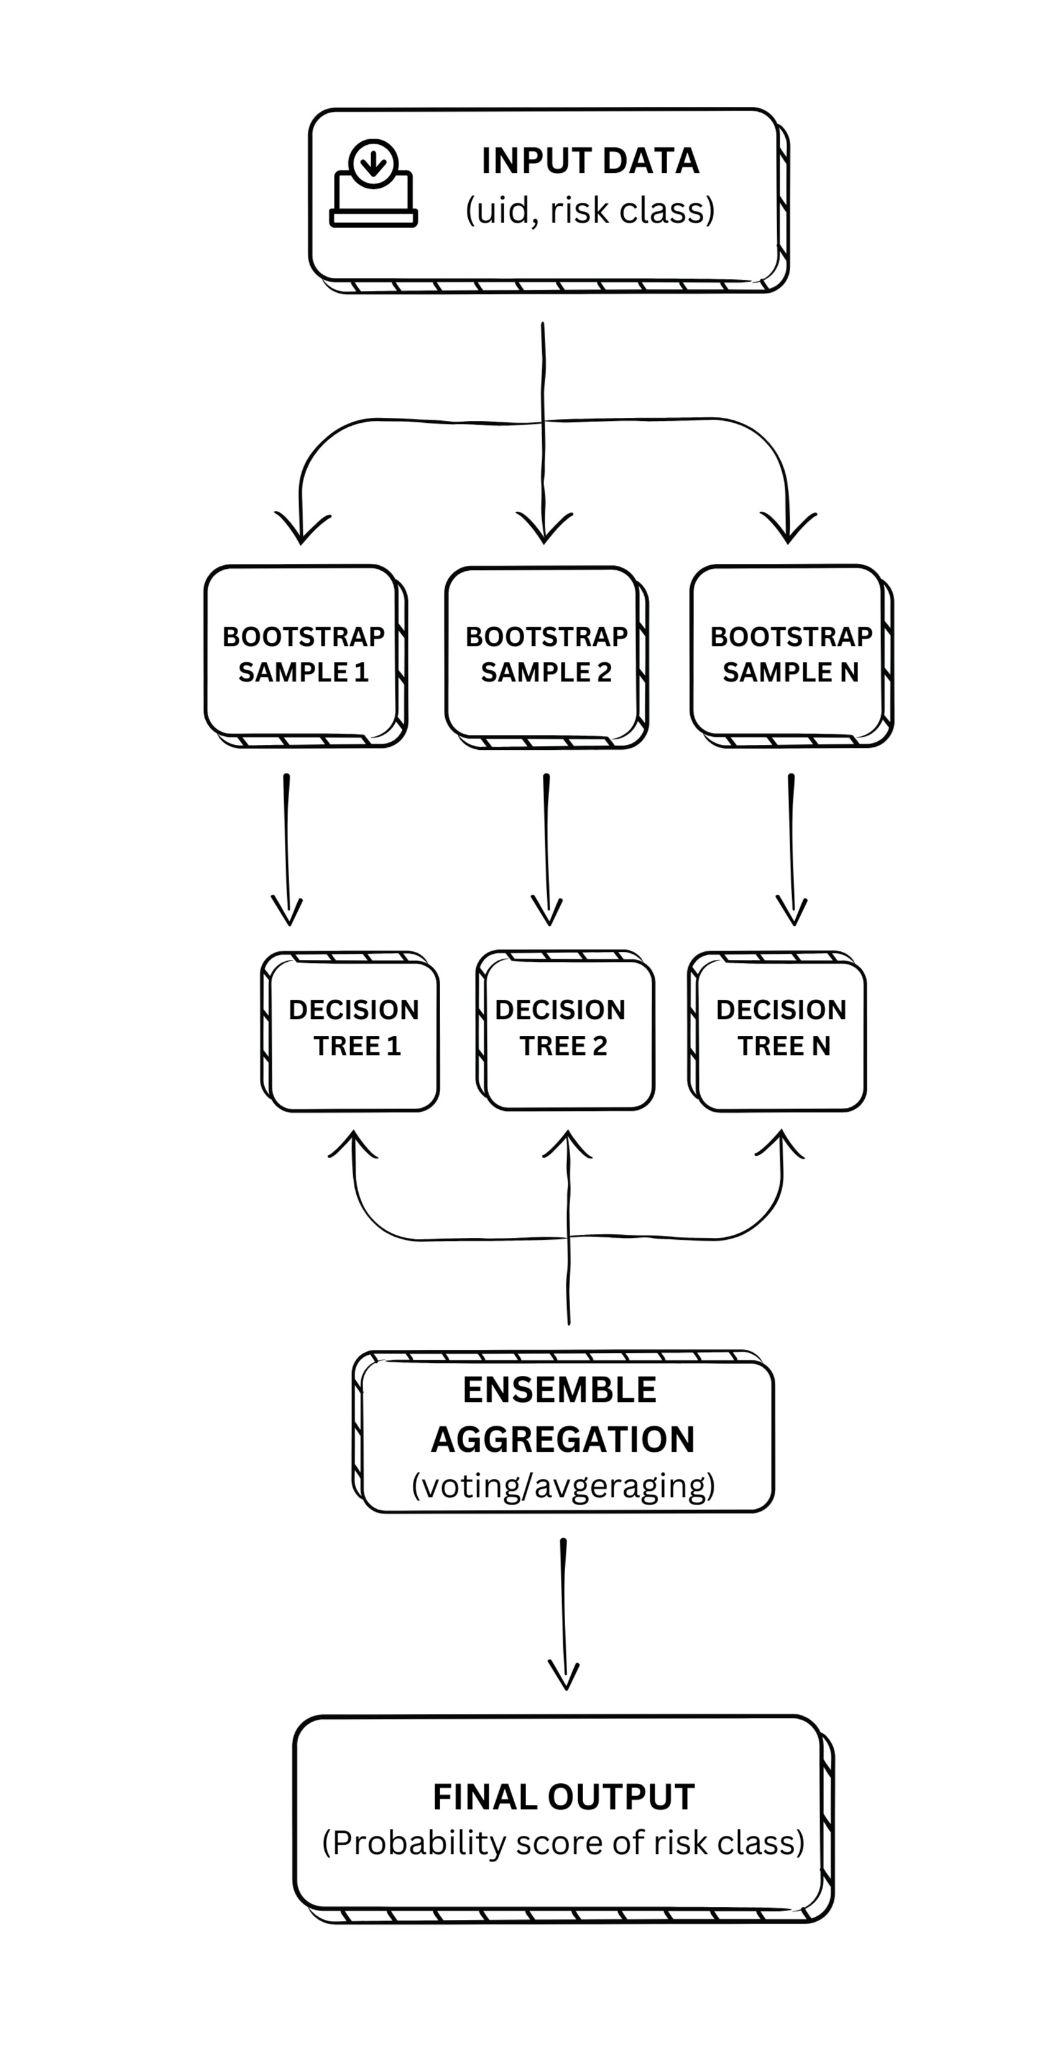 INPUT DATA
(uid, risk class)
BOOTSTRAP
SAMPLE 1
BOOTSTRAP
SAMPLE 2
BOOTSTRAP
SAMPLE N
DECISION
TREE 1
DECISION
TREE 2
DECISION
TREE N
ENSEMBLE
AGGREGATION
(voting/avgeraging)
FINAL OUTPUT
(Probability score of risk class)